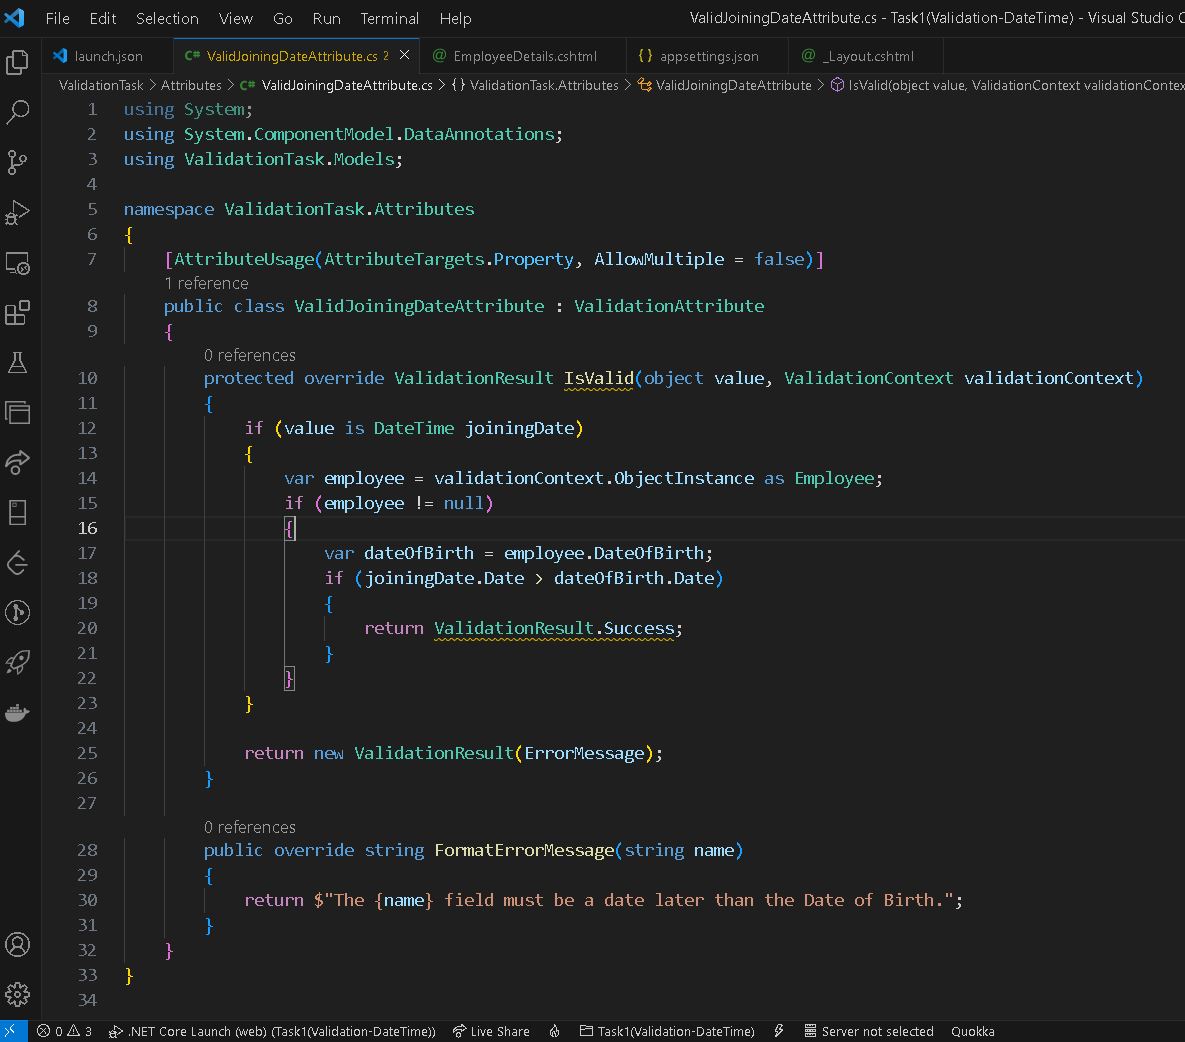 File Edit Selection View Go Run Terminal Help ValidJoiningDateAttribute.cs - Task1(Validation-DateTime) - Visual Studio C
launch.json C# ValidJoiningDateAttribute.cs 2 @ EmployeeDetails.cshtml {} appsettings.json @ _Layout.cshtml
ValidationTask > Attributes > C# ValidJoiningDateAttribute.cs > {} ValidationTask.Attributes > ValidJoiningDateAttribute > IsValid(object value, ValidationContext validationContex
1 using System;
2 using System.ComponentModel.DataAnnotations;
3 using ValidationTask.Models;
4
5 namespace ValidationTask.Attributes
6 {
7 [AttributeUsage(AttributeTargets.Property, AllowMultiple = false)]
1 reference
8 public class ValidJoiningDateAttribute : ValidationAttribute
9 {
0 references
10 protected override ValidationResult IsValid(object value, ValidationContext validationContext)
11 {
12 if (value is DateTime joiningDate)
13 {
14 var employee = validationContext.ObjectInstance as Employee;
15 if (employee != null)
16 {
17 var dateOfBirth = employee.DateOfBirth;
18 if (joiningDate.Date > dateOfBirth.Date)
19 {
20 return ValidationResult.Success;
21 }
22 }
23 }
24
25 return new ValidationResult(ErrorMessage);
26 }
27
0 references
28 public override string FormatErrorMessage(string name)
29 {
30 return $"The {name} field must be a date later than the Date of Birth.";
31 }
32 }
33 }
34
0 3 .NET Core Launch (web) (Task1(Validation-DateTime)) Live Share Task1(Validation-DateTime) Server not selected Quokka